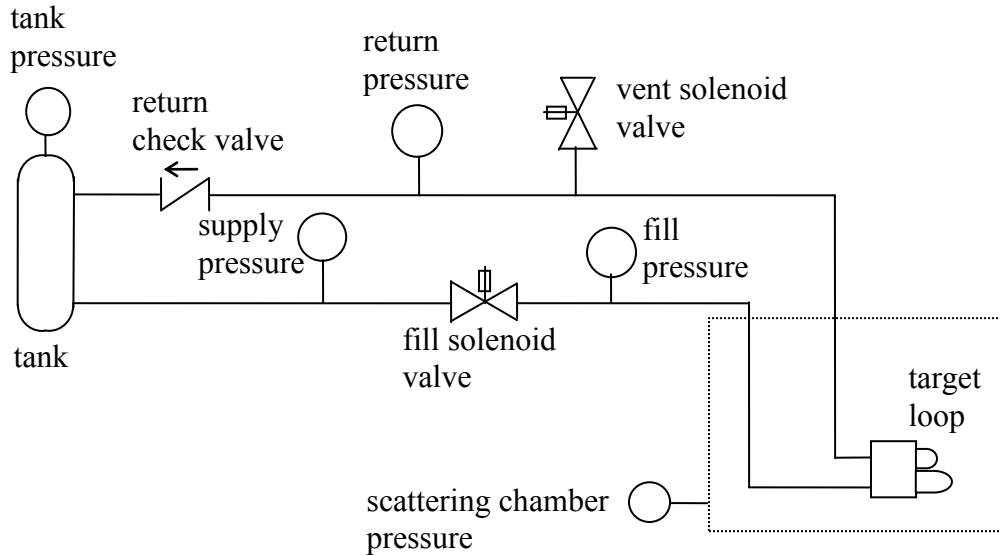 tank
pressure
return
check valve
return
pressure
vent solenoid
valve
supply
pressure
fill
pressure
fill solenoid
valve
tank
target
loop
scattering chamber
pressure